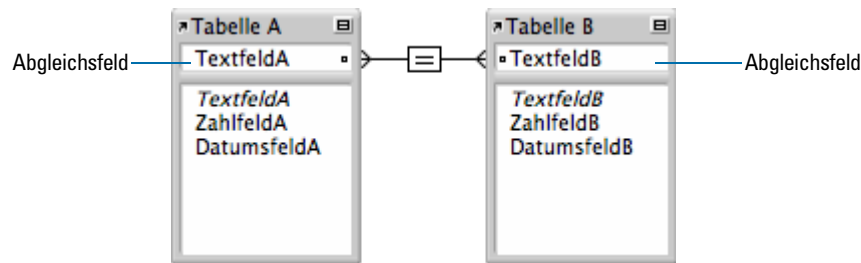 Tabelle A
TextfeldA
TextfeldA
ZahlfeldA
DatumsfeldA
Abgleichsfeld
=
Tabelle B
TextfeldB
TextfeldB
ZahlfeldB
DatumsfeldB
Abgleichsfeld